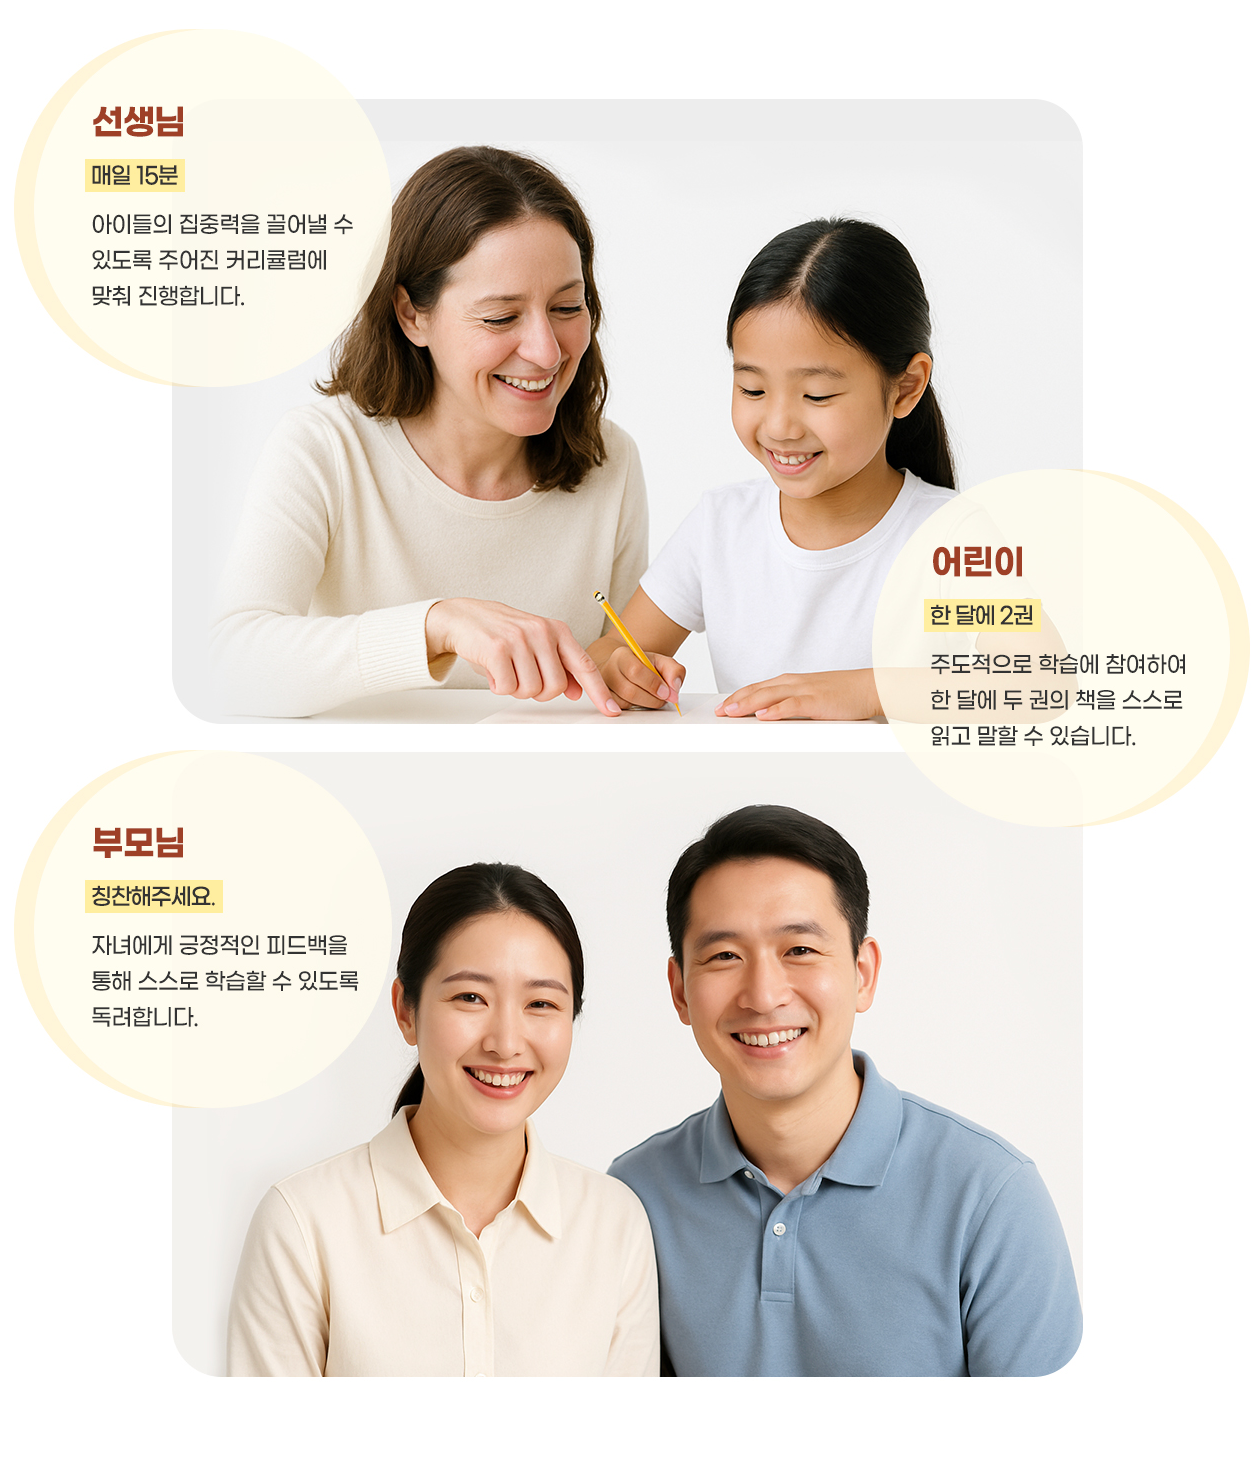 선생님
매일 15분
아이들의 집중력을 끌어낼 수
있도록 주어진 커리큘럼에
맞춰 진행합니다.
어린이
한 달에 2권
주도적으로 학습에 참여하여
한 달에 두 권의 책을 스스로
읽고 말할 수 있습니다.
부모님
칭찬해주세요.
자녀에게 긍정적인 피드백을
통해 스스로 학습할 수 있도록
독려합니다.